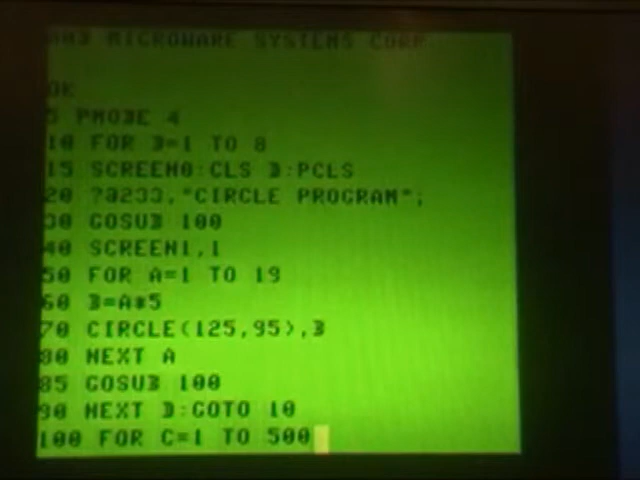 AND MICROWARE SYSTEMS CORP.
OK
5 PMODE 4
10 FOR D=1 TO 8
15 SCREEN0:CLS D:PCLS
20 ?@233,"CIRCLE PROGRAM";
30 GOSUB 100
40 SCREEN1,1
50 FOR A=1 TO 19
60 B=A*5
70 CIRCLE(125,95),B
80 NEXT A
85 GOSUB 100
90 NEXT D:GOTO 10
100 FOR C=1 TO 500